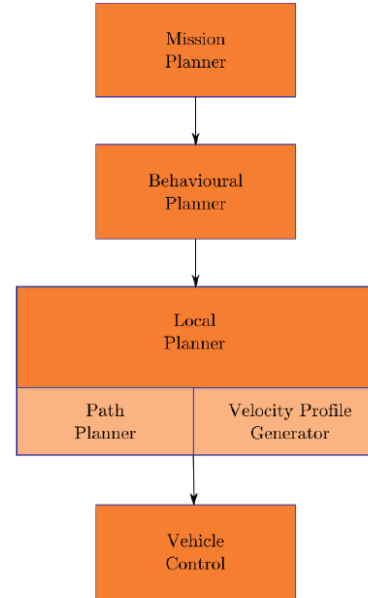 Mission
Planner
Behavioural
Planner
Local
Planner
Path
Planner
Velocity Profile
Generator
Vehicle
Control